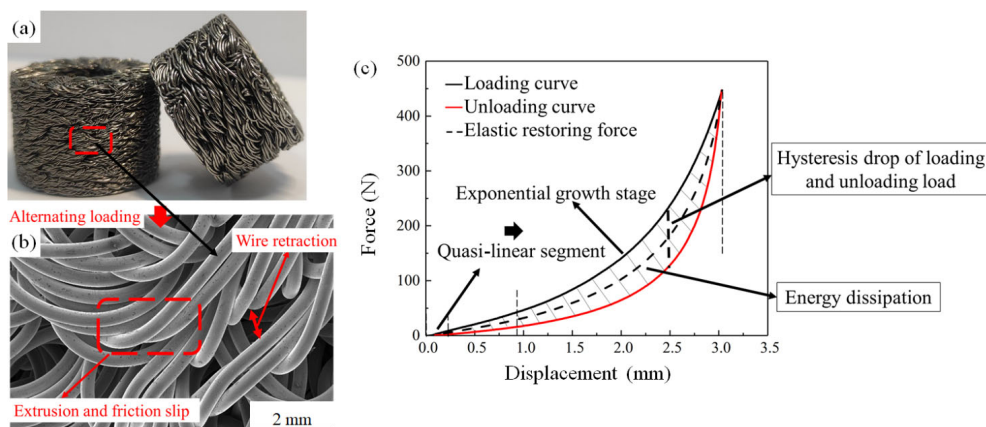 (a)
Alternating loading
(b)
Wire retraction
Extrusion and friction slip
2 mm
(c)
500
400
300
200
100
0
Force (N)
Loading curve
Unloading curve
Elastic restoring force
Exponential growth stage
Quasi-linear segment
Hysteresis drop of loading
and unloading load
Energy dissipation
0.0
0.5
1.0
1.5
2.0
2.5
3.0
3.5
Displacement (mm)